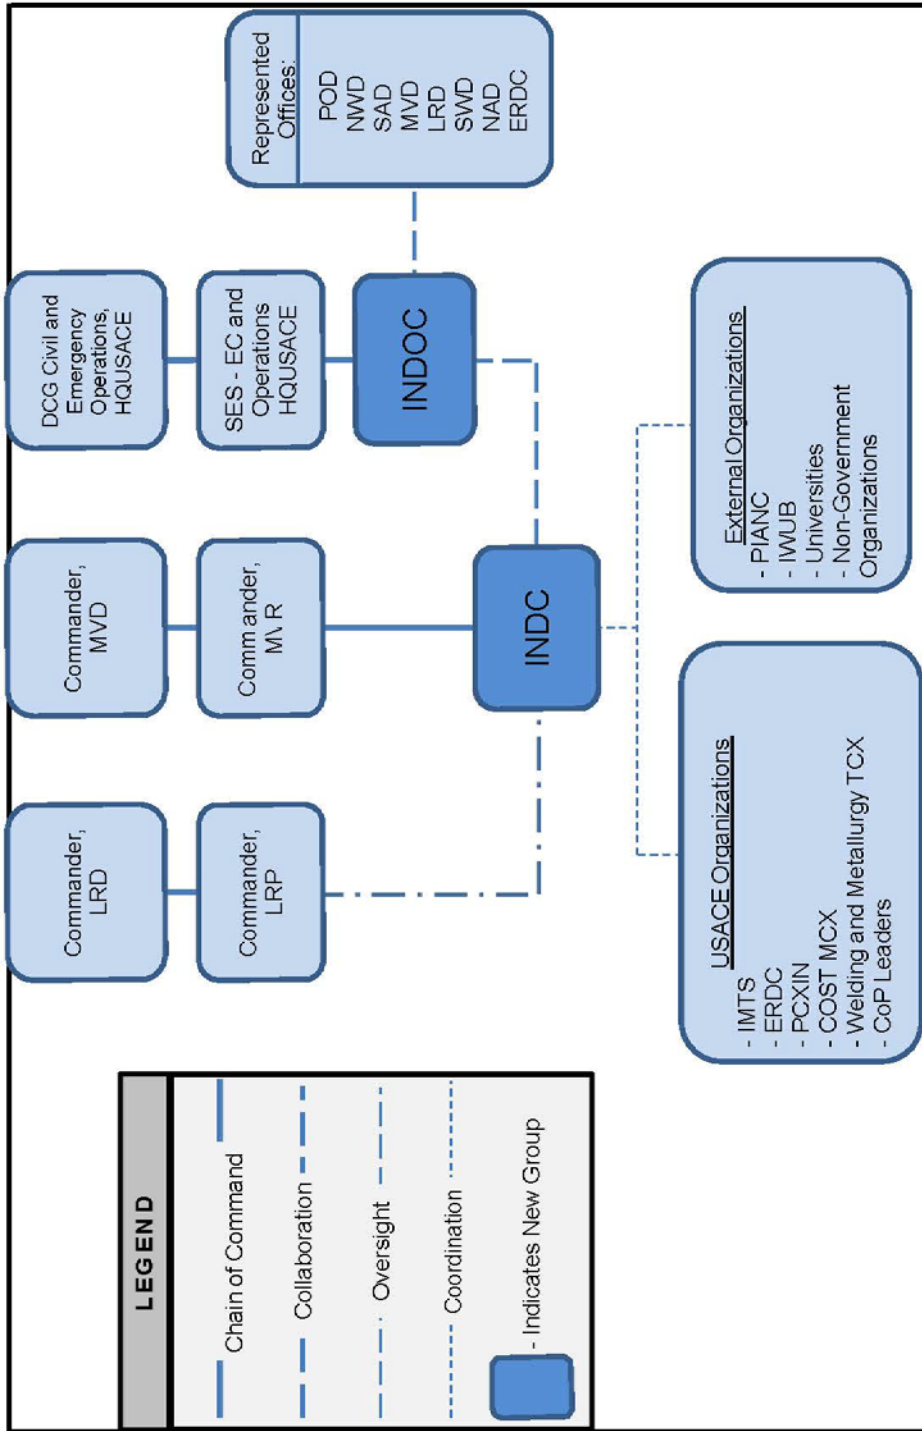 LEGEND
Chain of Command
Collaboration
Oversight
Coordination
- Indicates New Group
Commander,
LRD
Commander,
LRP
Commander,
MVD
Commander,
MVR
DCG Civil and
Emergency
Operations,
HQUSACE
SES - EC and
Operations
HQUSACE
INDOC
Represented
Offices:
POD
NWD
SAD
MVD
LRD
SWD
NAD
ERDC
INDC
USACE Organizations
- IMTS
- ERDC
- PCXIN
- COST MCX
- Welding and Metallurgy TCX
- CoP Leaders
External Organizations
- PIANC
- IWUB
- Universities
- Non-Government
Organizations